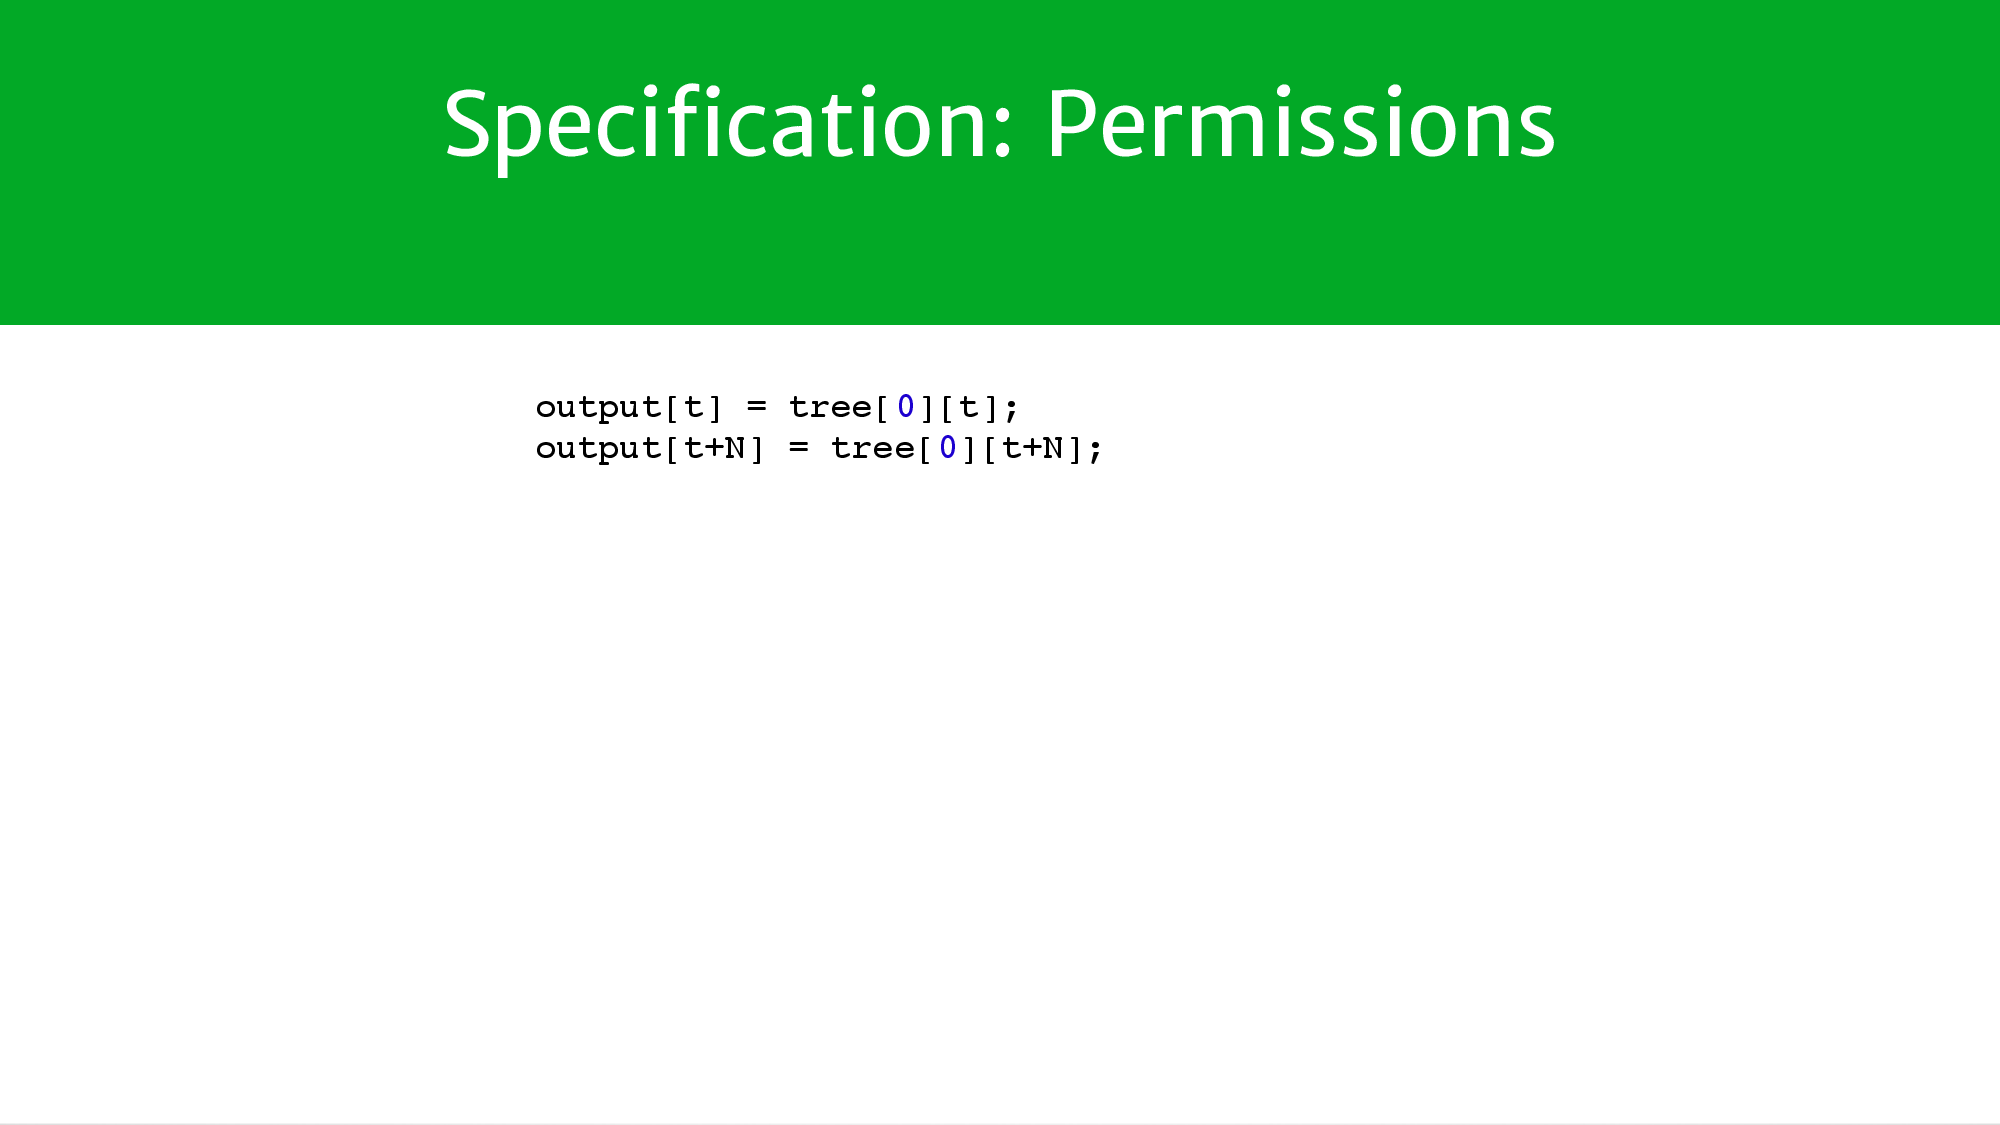 Specification: Permissions
output[t] = tree[0][t];
output[t+N] = tree[0][t+N];